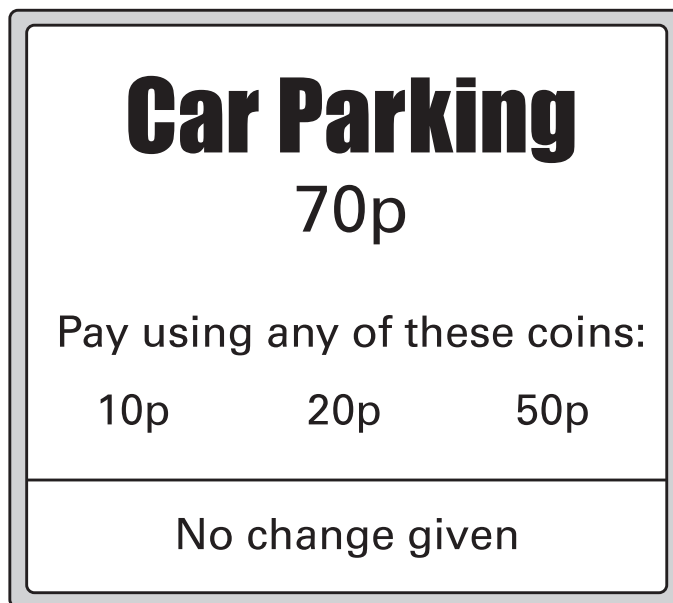 Car Parking
70p
Pay using any of these coins:
10p 20p 50p
No change given